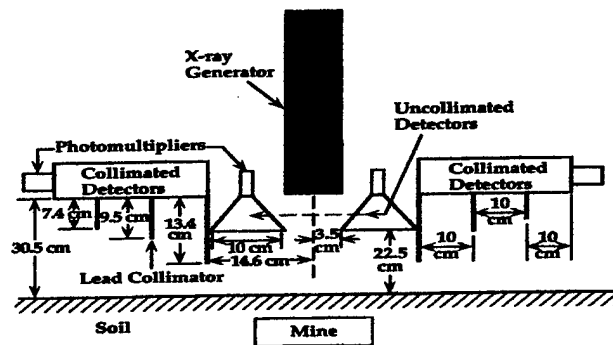 X-ray
Generator
Uncollimated
Detectors
Photomultipliers
Collimated
Detectors
Collimated
Detectors
7.4 cm
9.5 cm
13.4
cm
30.5 cm
10 cm
14.6 cm
3.5
cm
22.5
cm
10
cm
10
cm
10
cm
Lead Collimator
Soil
Mine